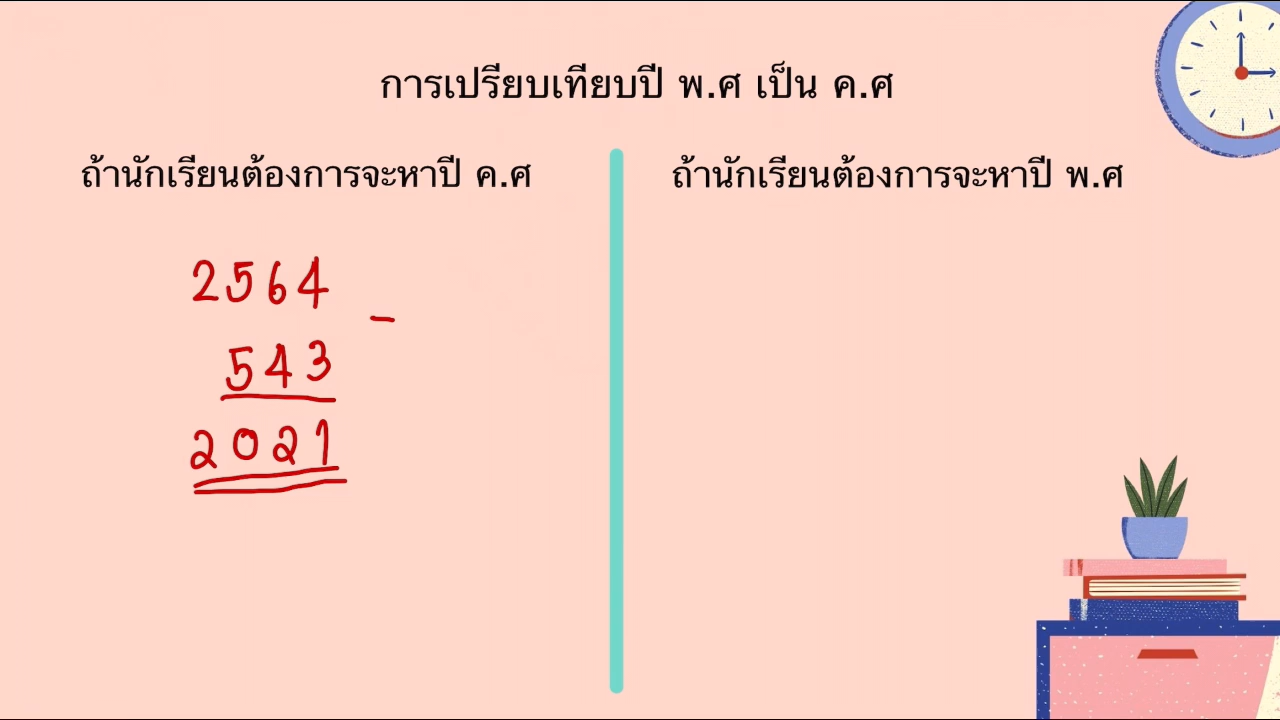 การเปรียบเทียบปี พ.ศ เป็น ค.ศ
ถ้านักเรียนต้องการจะหาปี ค.ศ
2564
-
543
2021
ถ้านักเรียนต้องการจะหาปี พ.ศ